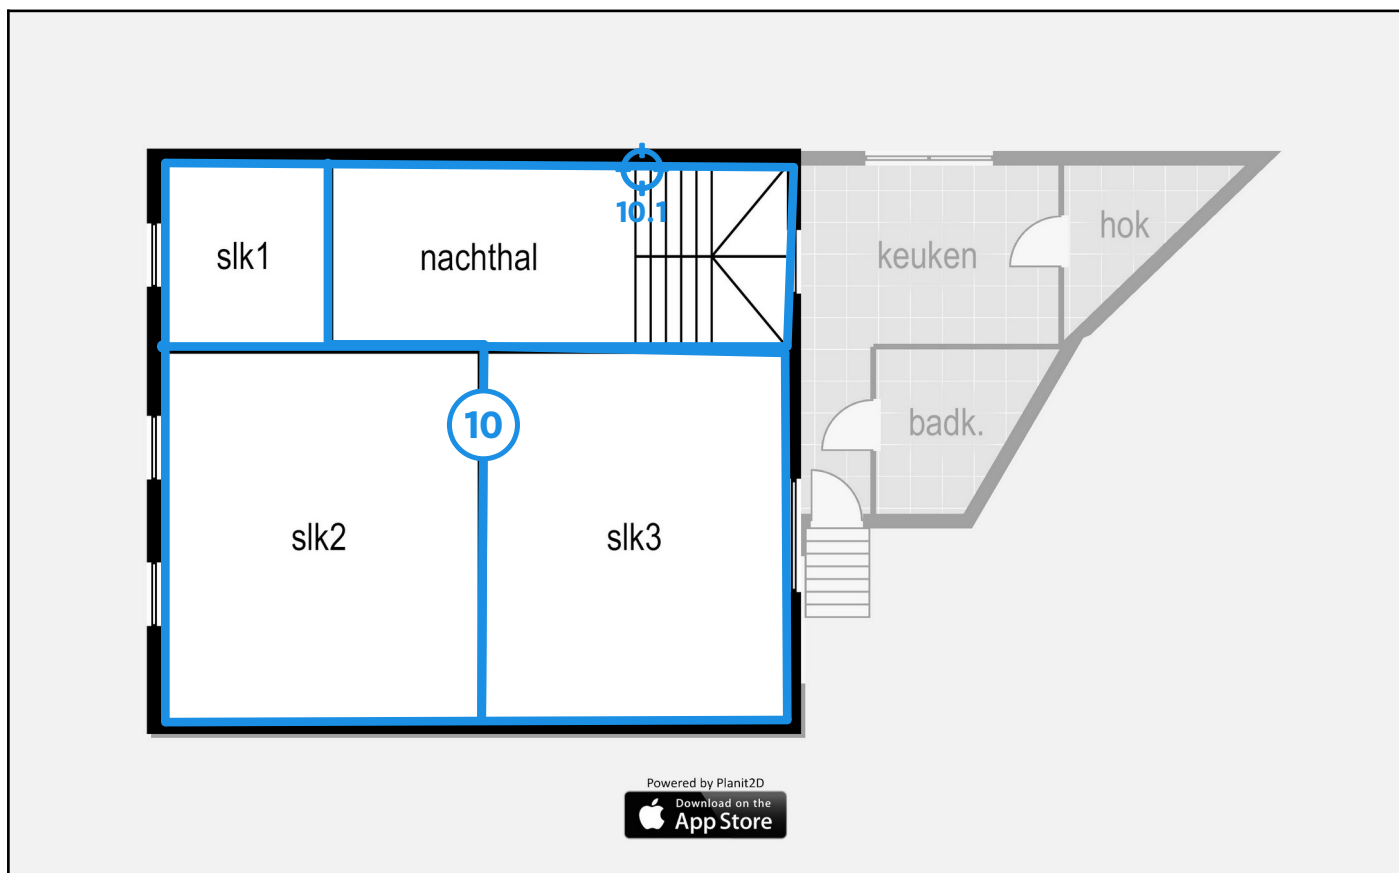 10.1
slk1
nachthal
keuken
hok
10
badk.
slk2
slk3
Powered by Planit2D
Download on the
App Store